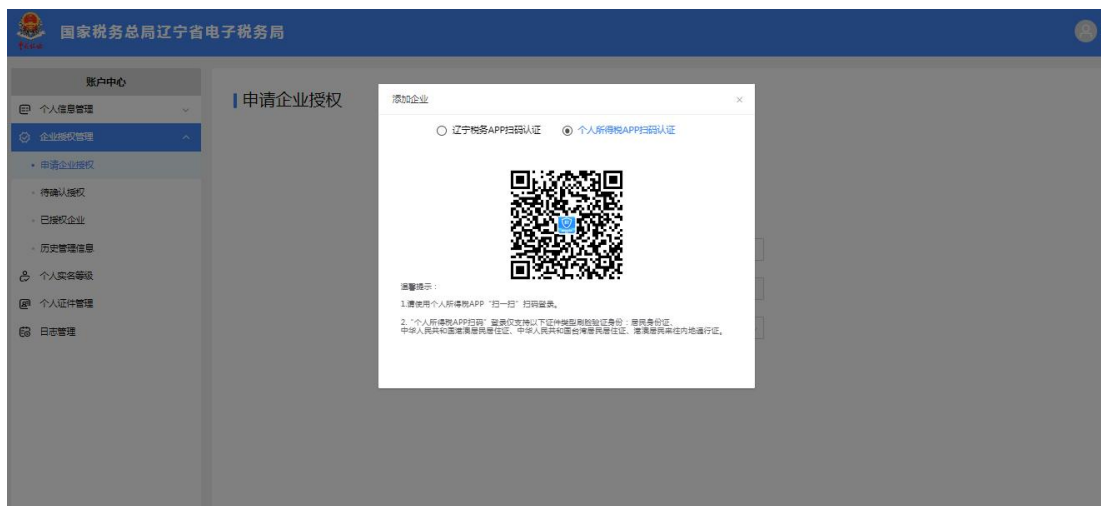 国家税务总局辽宁省电子税务局
账户中心
个人信息管理
企业授权管理
申请企业授权
待确认授权
已授权企业
历史管理信息
个人实名等级
个人证件管理
日志管理
申请企业授权
添加企业
辽宁税务APP扫码认证 个人所得税APP扫码认证
温馨提示：
1.请使用个人所得税APP“扫一扫”扫码登录。
2.“个人所得税APP扫码”登录仅支持以下证件类型刷脸验证身份：居民身份证、
中华人民共和国港澳居民居住证、中华人民共和国台湾居民居住证、港澳居民来往内地通行证。